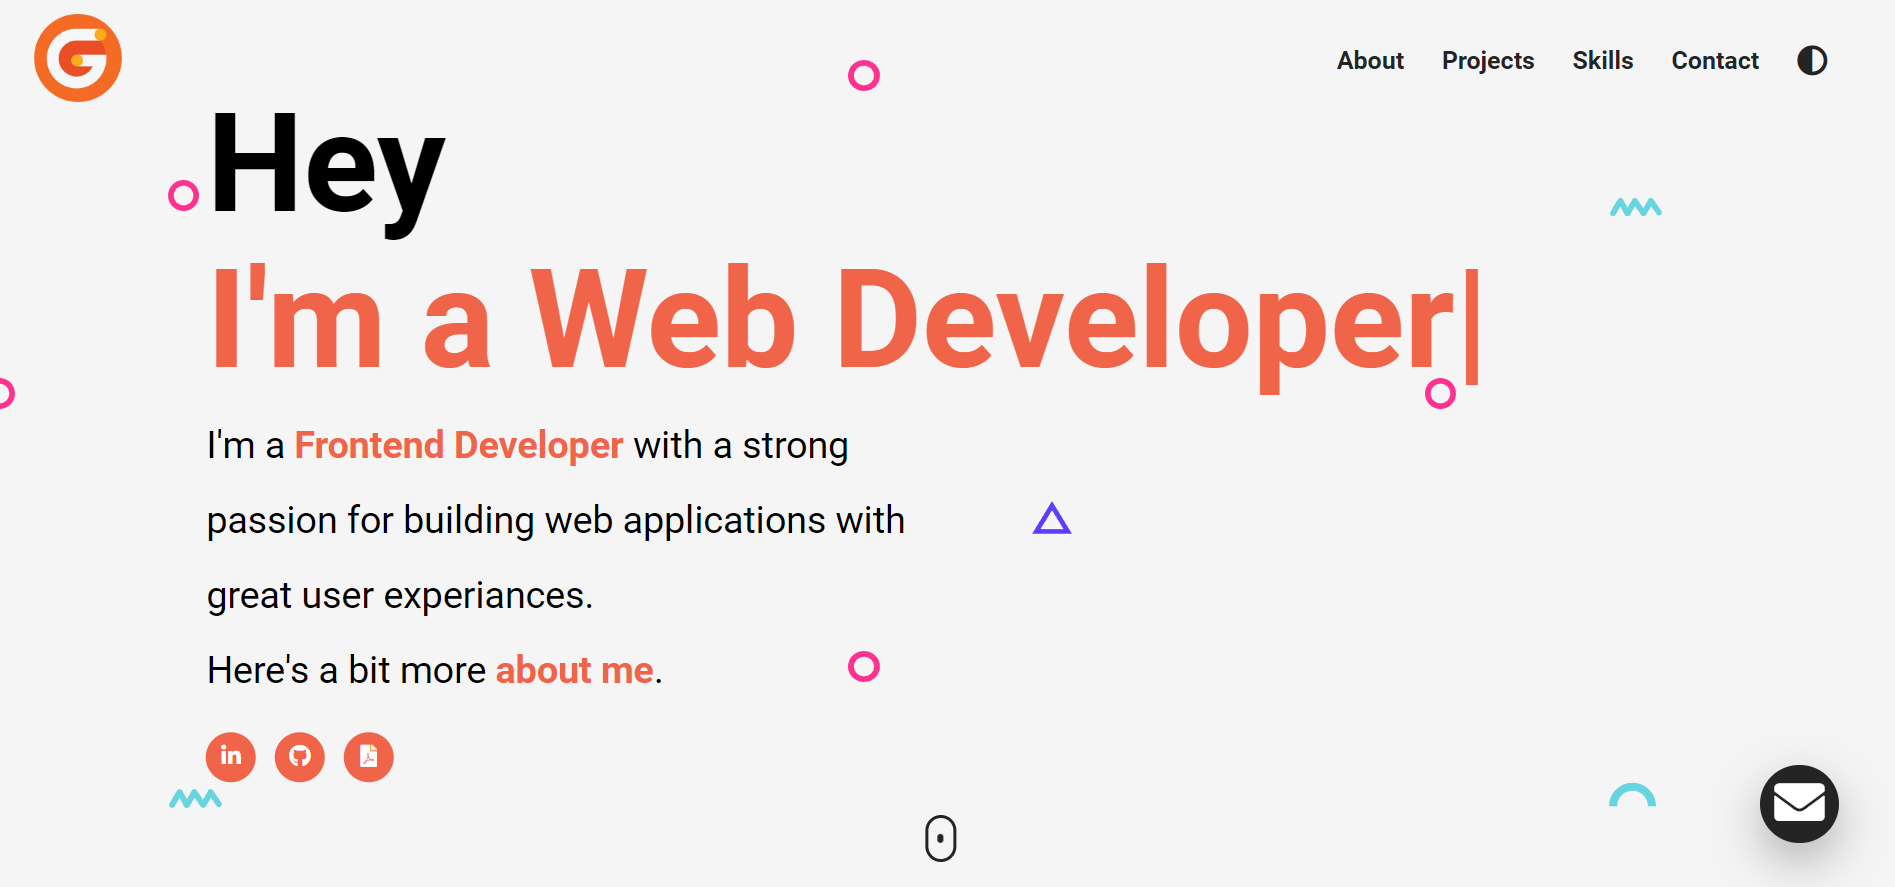 About Projects Skills Contact
Hey
I'm a Web Developer|
I'm a Frontend Developer with a strong
passion for building web applications with
great user experiances.
Here's a bit more about me.
in